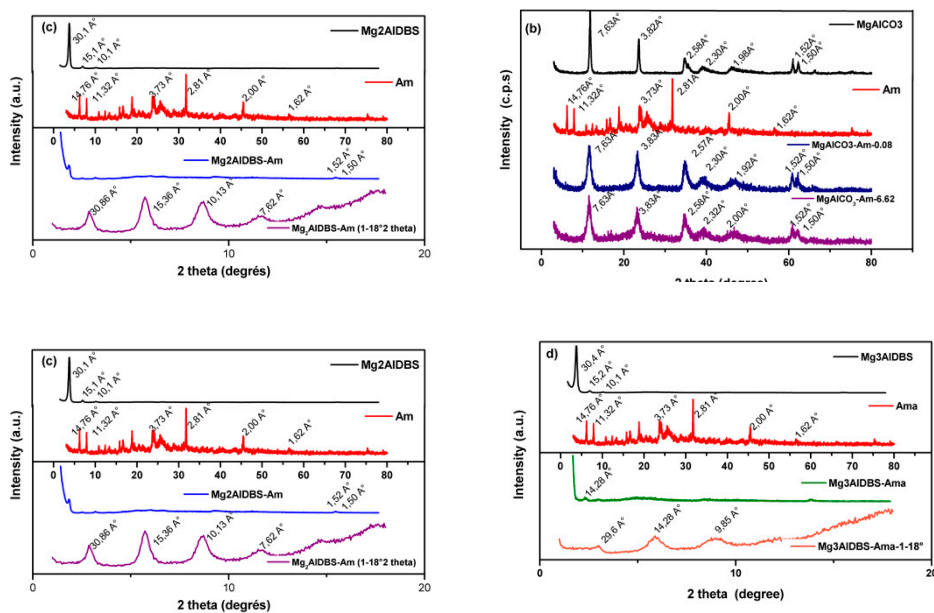 (c)
30,1 A°
15,1 A°
10,1 A°
Mg2AlDBS
14,76 A°
11,32 A°
3,73 A°
2,81 A°
2,00 A°
1,62 A°
Am
0 10 20 30 40 50 60 70 80
Mg2AlDBS-Am
1,52 A°
1,50 A°
30,86 A°
15,36 A°
10,13 A°
7,62 A°
Mg2AlDBS-Am (1-18°2 theta)
0 10 20
2 theta (degrés)
Intensity (a.u.)
(b)
7,63A°
3,82A°
2,58A°
2,30A°
1,98A°
1,52A°
1,50A°
MgAlCO3
14,76A°
11,32A°
3,73A°
2,81A
2,00A°
1,62A°
Am
7,63A°
3,83A°
2,57A°
2,30A°
1,92A°
1,52A°
1,50A°
MgAlCO3-Am-0.08
7,63A°
3,83A°
2,58A°
2,32A°
2,00A°
1,52A°
1,50A°
MgAlCO3-Am-6.62
0 20 40 60 80
2 theta (degree)
Intensity (c.p.s)
(c)
30,1 A°
15,1 A°
10,1 A°
Mg2AlDBS
14,76 A°
11,32 A°
3,73 A°
2,81 A°
2,00 A°
1,62 A°
Am
0 10 20 30 40 50 60 70 80
Mg2AlDBS-Am
1,52 A°
1,50 A°
30,86 A°
15,36 A°
10,13 A°
7,62 A°
Mg2AlDBS-Am (1-18°2 theta)
0 10 20
2 theta (degrés)
Intensity (a.u.)
d)
30.4 A°
15.2 A°
10,1 A°
Mg3AlDBS
14,76 A°
11,32 A°
3,73 A°
2,81 A°
2,00 A°
1,62 A°
Ama
0 10 20 30 40 50 60 70 80
14,28 A°
Mg3AlDBS-Ama
29,6 A°
14,28 A°
9,85 A°
Mg3AlDBS-Ama-1-18°
0 10 20
2 theta (degree)
Intensity (a.u.)